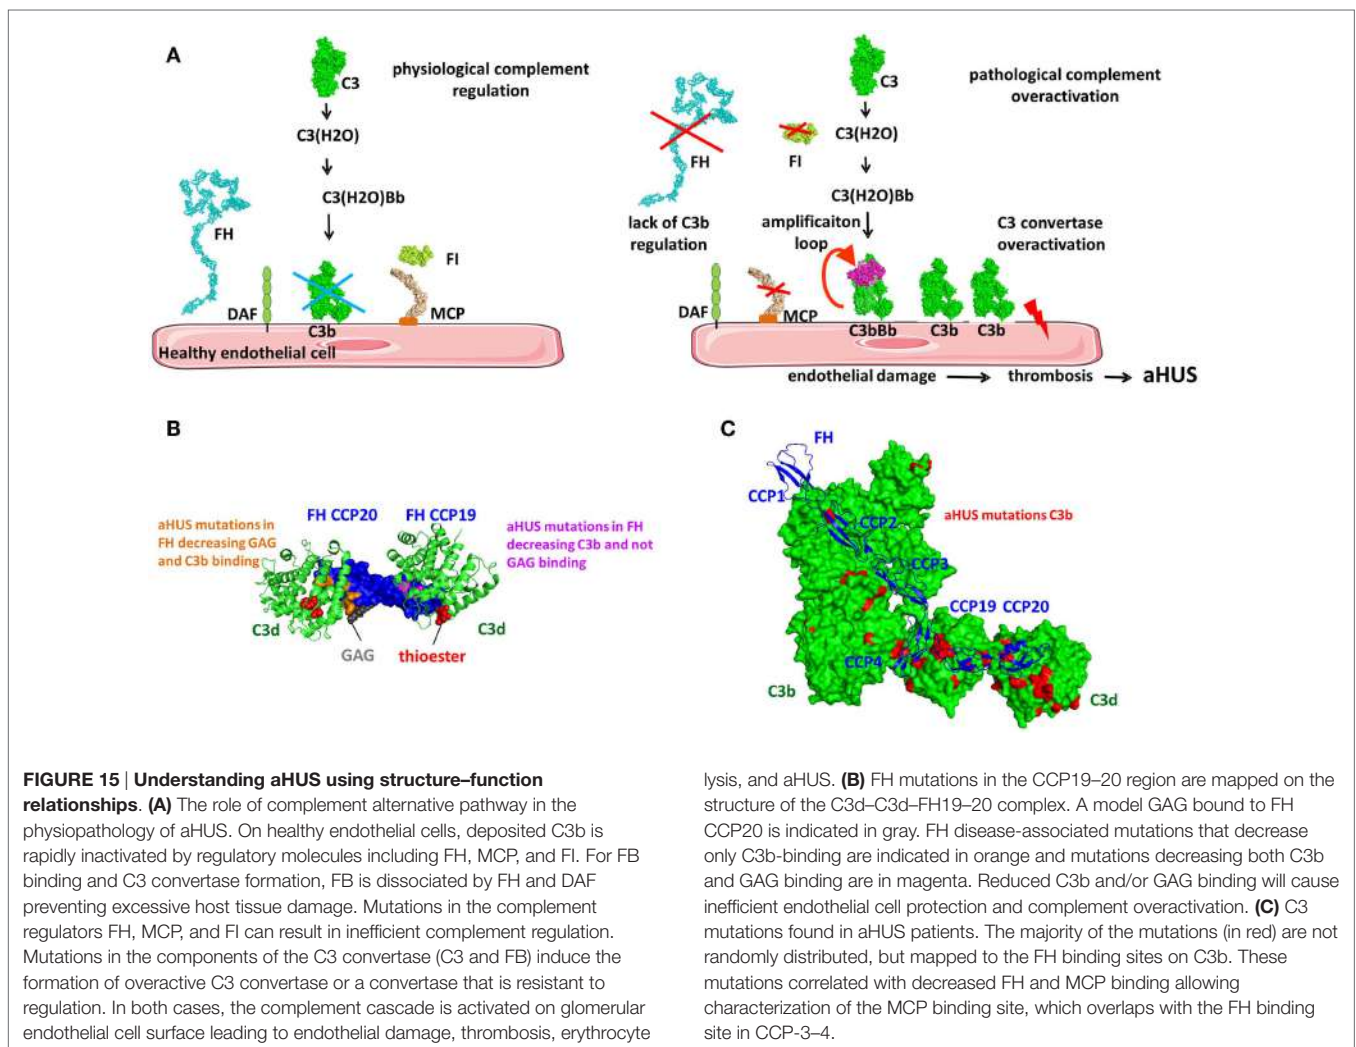 A
C3
physiological complement
regulation
C3(H2O)
C3(H2O)Bb
FH
FI
DAF
C3b
MCP
Healthy endothelial cell
C3
pathological complement
overactivation
C3(H2O)
FH
FI
C3(H2O)Bb
lack of C3b
regulation
amplificaiton
loop
C3 convertase
overactivation
DAF
MCP
C3bBb
C3b
C3b
endothelial damage
thrombosis
aHUS
B
FH CCP20
FH CCP19
aHUS mutations in
FH decreasing GAG
and C3b binding
aHUS mutations in FH
decreasing C3b and not
GAG binding
C3d
C3d
GAG
thioester
C
FH
CCP1
CCP2
aHUS mutations C3b
CCP3
CCP19
CCP20
CCP4
C3b
C3d
FIGURE 15 | Understanding aHUS using structure–function
relationships. (A) The role of complement alternative pathway in the
physiopathology of aHUS. On healthy endothelial cells, deposited C3b is
rapidly inactivated by regulatory molecules including FH, MCP, and FI. For FB
binding and C3 convertase formation, FB is dissociated by FH and DAF
preventing excessive host tissue damage. Mutations in the complement
regulators FH, MCP, and FI can result in inefficient complement regulation.
Mutations in the components of the C3 convertase (C3 and FB) induce the
formation of overactive C3 convertase or a convertase that is resistant to
regulation. In both cases, the complement cascade is activated on glomerular
endothelial cell surface leading to endothelial damage, thrombosis, erythrocyte
lysis, and aHUS. (B) FH mutations in the CCP19–20 region are mapped on the
structure of the C3d–C3d–FH19–20 complex. A model GAG bound to FH
CCP20 is indicated in gray. FH disease-associated mutations that decrease
only C3b-binding are indicated in orange and mutations decreasing both C3b
and GAG binding are in magenta. Reduced C3b and/or GAG binding will cause
inefficient endothelial cell protection and complement overactivation. (C) C3
mutations found in aHUS patients. The majority of the mutations (in red) are not
randomly distributed, but mapped to the FH binding sites on C3b. These
mutations correlated with decreased FH and MCP binding allowing
characterization of the MCP binding site, which overlaps with the FH binding
site in CCP-3–4.